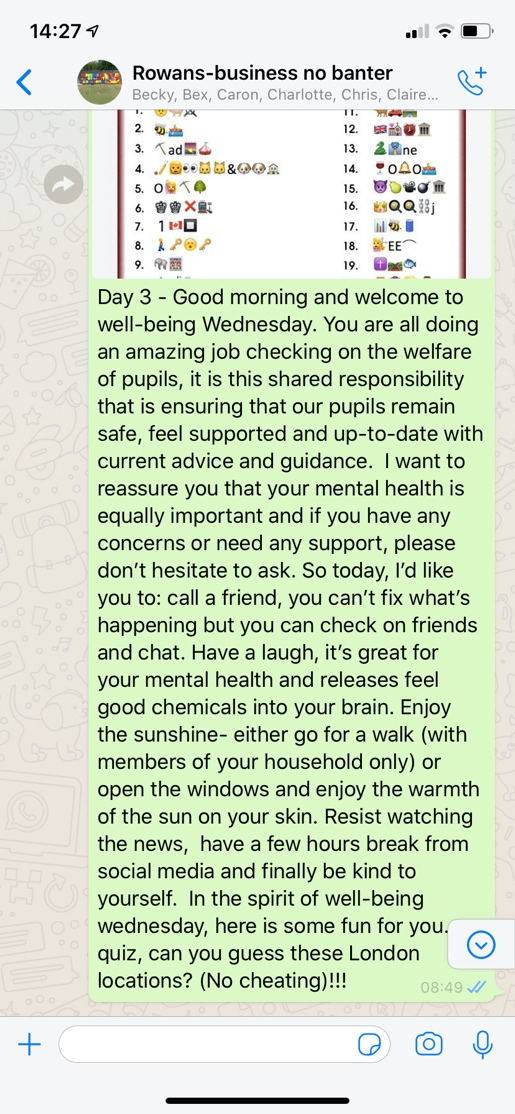 14:27
Rowans-business no banter
Becky, Bex, Caron, Charlotte, Chris, Claire...
1.
2.
3. ad
4. &
5. O
6.
7. 1
8.
9.
11.
12.
13. ne
14. O O
15.
16. j
17.
18. EE
19.
Day 3 - Good morning and welcome to
well-being Wednesday. You are all doing
an amazing job checking on the welfare
of pupils, it is this shared responsibility
that is ensuring that our pupils remain
safe, feel supported and up-to-date with
current advice and guidance.  I want to
reassure you that your mental health is
equally important and if you have any
concerns or need any support, please
don't hesitate to ask. So today, I'd like
you to: call a friend, you can't fix what's
happening but you can check on friends
and chat. Have a laugh, it's great for
your mental health and releases feel
good chemicals into your brain. Enjoy
the sunshine- either go for a walk (with
members of your household only) or
open the windows and enjoy the warmth
of the sun on your skin. Resist watching
the news,  have a few hours break from
social media and finally be kind to
yourself.  In the spirit of well-being
wednesday, here is some fun for you.
quiz, can you guess these London
locations? (No cheating)!!!
08:49